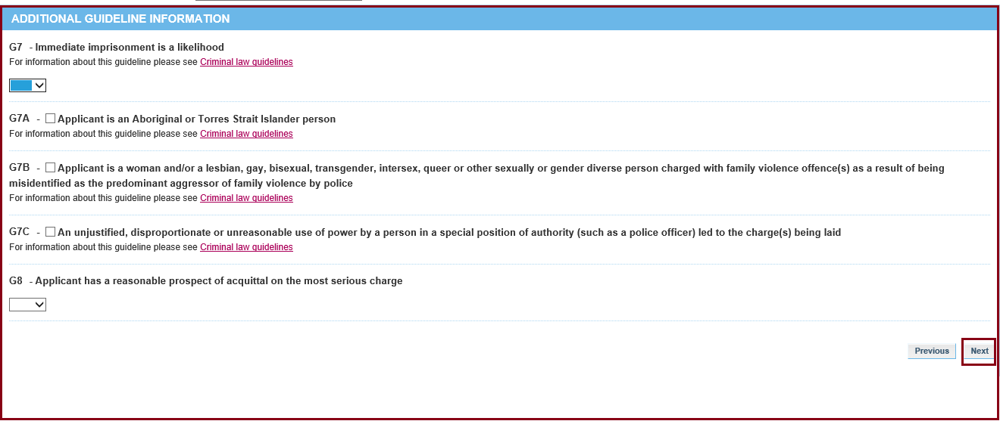 ADDITIONAL GUIDELINE INFORMATION
G7 - Immediate imprisonment is a likelihood
For information about this guideline please see Criminal law guidelines
G7A - Applicant is an Aboriginal or Torres Strait Islander person
For information about this guideline please see Criminal law guidelines
G7B - Applicant is a woman and/or a lesbian, gay, bisexual, transgender, intersex, queer or other sexually or gender diverse person charged with family violence offence(s) as a result of being
misidentified as the predominant aggressor of family violence by police
For information about this guideline please see Criminal law guidelines
G7C - An unjustified, disproportionate or unreasonable use of power by a person in a special position of authority (such as a police officer) led to the charge(s) being laid
For information about this guideline please see Criminal law guidelines
G8 - Applicant has a reasonable prospect of acquittal on the most serious charge
Previous Next